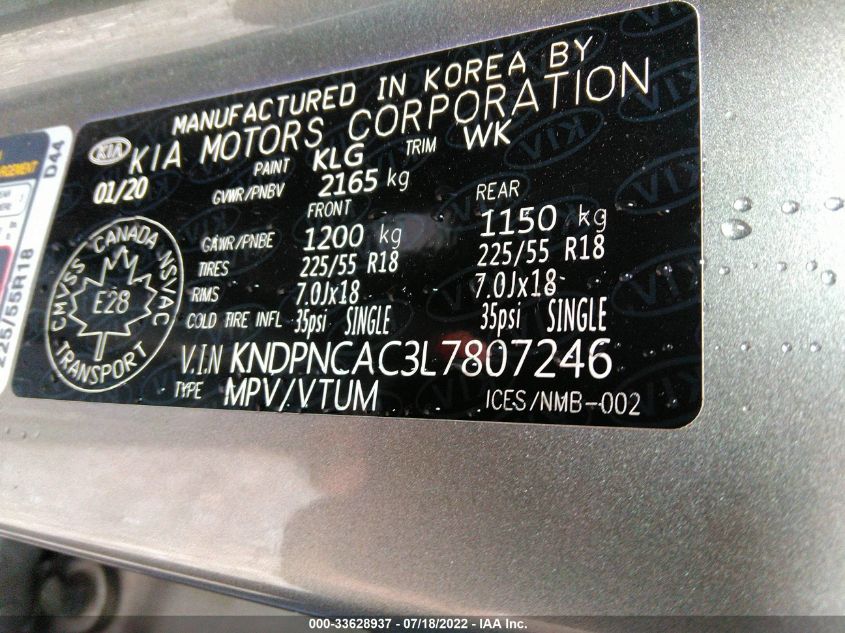 MANUFACTURED IN KOREA BY
KIA KIA MOTORS CORPORATION
01/20 PAINT KLG TRIM WK
GVWR/PNBV 2165 kg
FRONT REAR
GAWR/PNBE 1200 kg 1150 kg
TIRES 225/55 R18 225/55 R18
RIMS 7.0Jx18 7.0Jx18
COLD TIRE INFL 35psi SINGLE 35psi SINGLE
V.I.N KNDPNCAC3L7807246
TYPE MPV/VTUM ICES/NMB-002
CANADA
CMVSS NSVAC
E28
TRANSPORT
D44
225/55R18
000-33628937 - 07/18/2022 - IAA Inc.